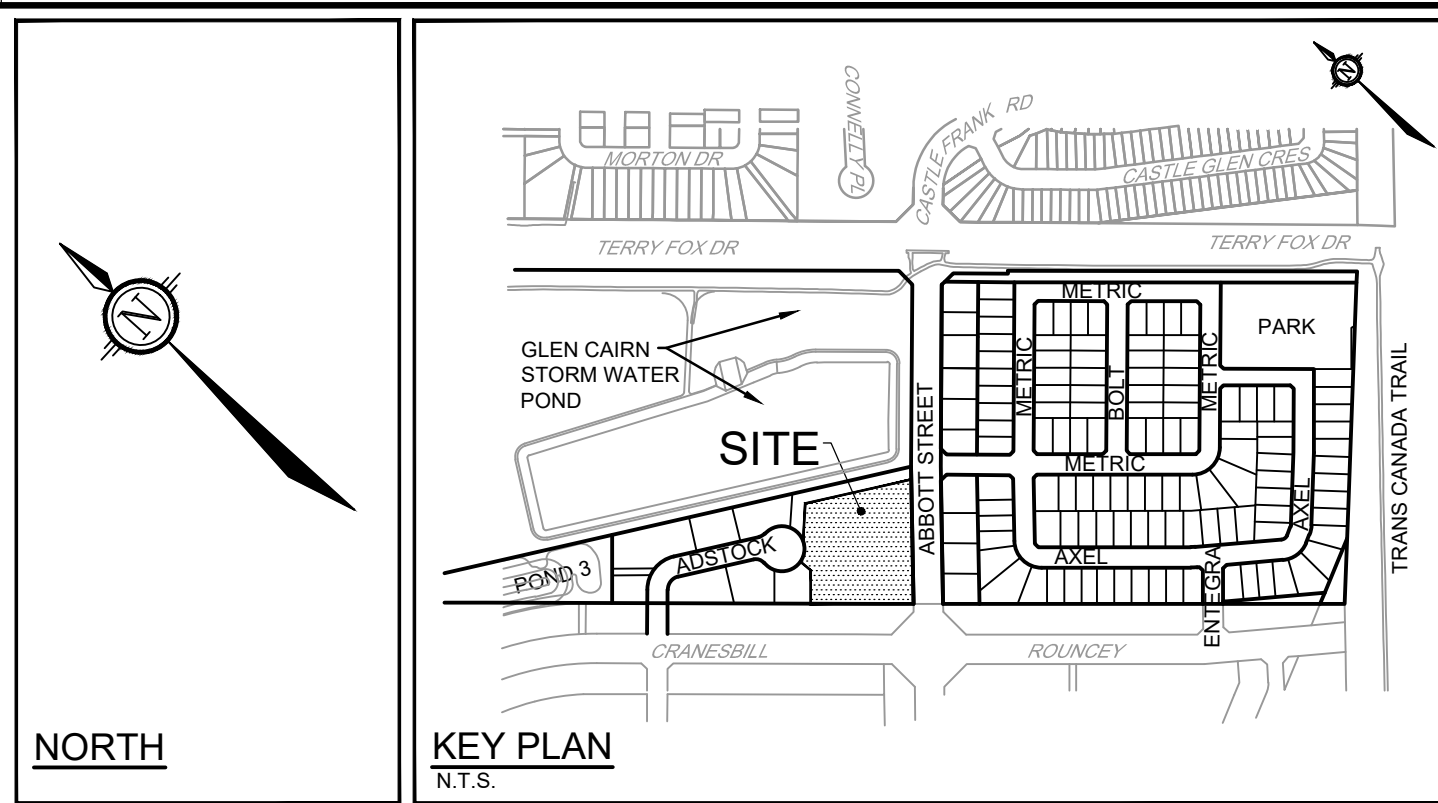 N
NORTH
N
CONNELLY PL
CASTLE FRANK RD
MORTON DR
CASTLE GLEN CRES
TERRY FOX DR
TERRY FOX DR
METRIC
PARK
GLEN CAIRN
STORM WATER
POND
METRIC
BOLT
METRIC
TRANS CANADA TRAIL
SITE
ABBOTT STREET
METRIC
AXEL
ADSTOCK
AXEL
POND 3
ENTEGRA
CRANESBILL
ROUNCEY
KEY PLAN
N.T.S.